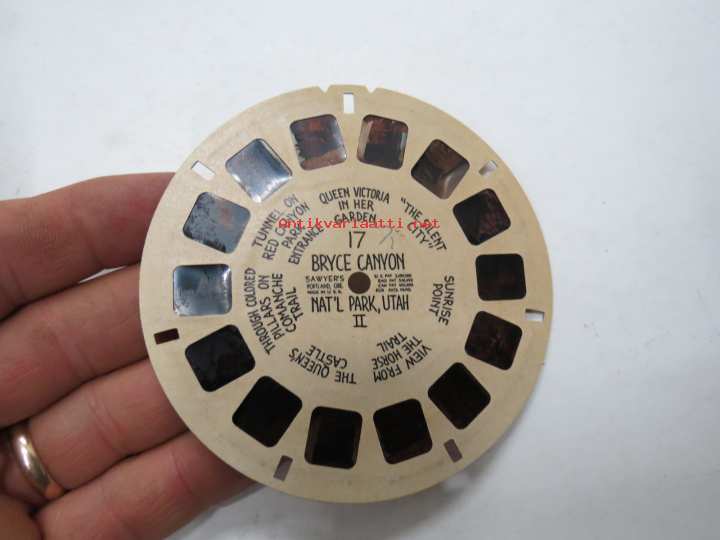 QUEEN VICTORIA
IN HER
GARDEN
"THE SILENT
CITY"
SUNRISE
POINT
VIEW FROM
THE HORSE
TRAIL
THE QUEEN'S
CASTLE
THROUGH COLORED
PILLARS ON
COMANCHE
TRAIL
TUNNEL ON
RED CANYON
PARK
ENTRANCE
Antikvariaatti.net
17
BRYCE CANYON
SAWYER'S
PORTLAND, ORE.
MADE IN U.S.A.
NAT'L PARK, UTAH
II